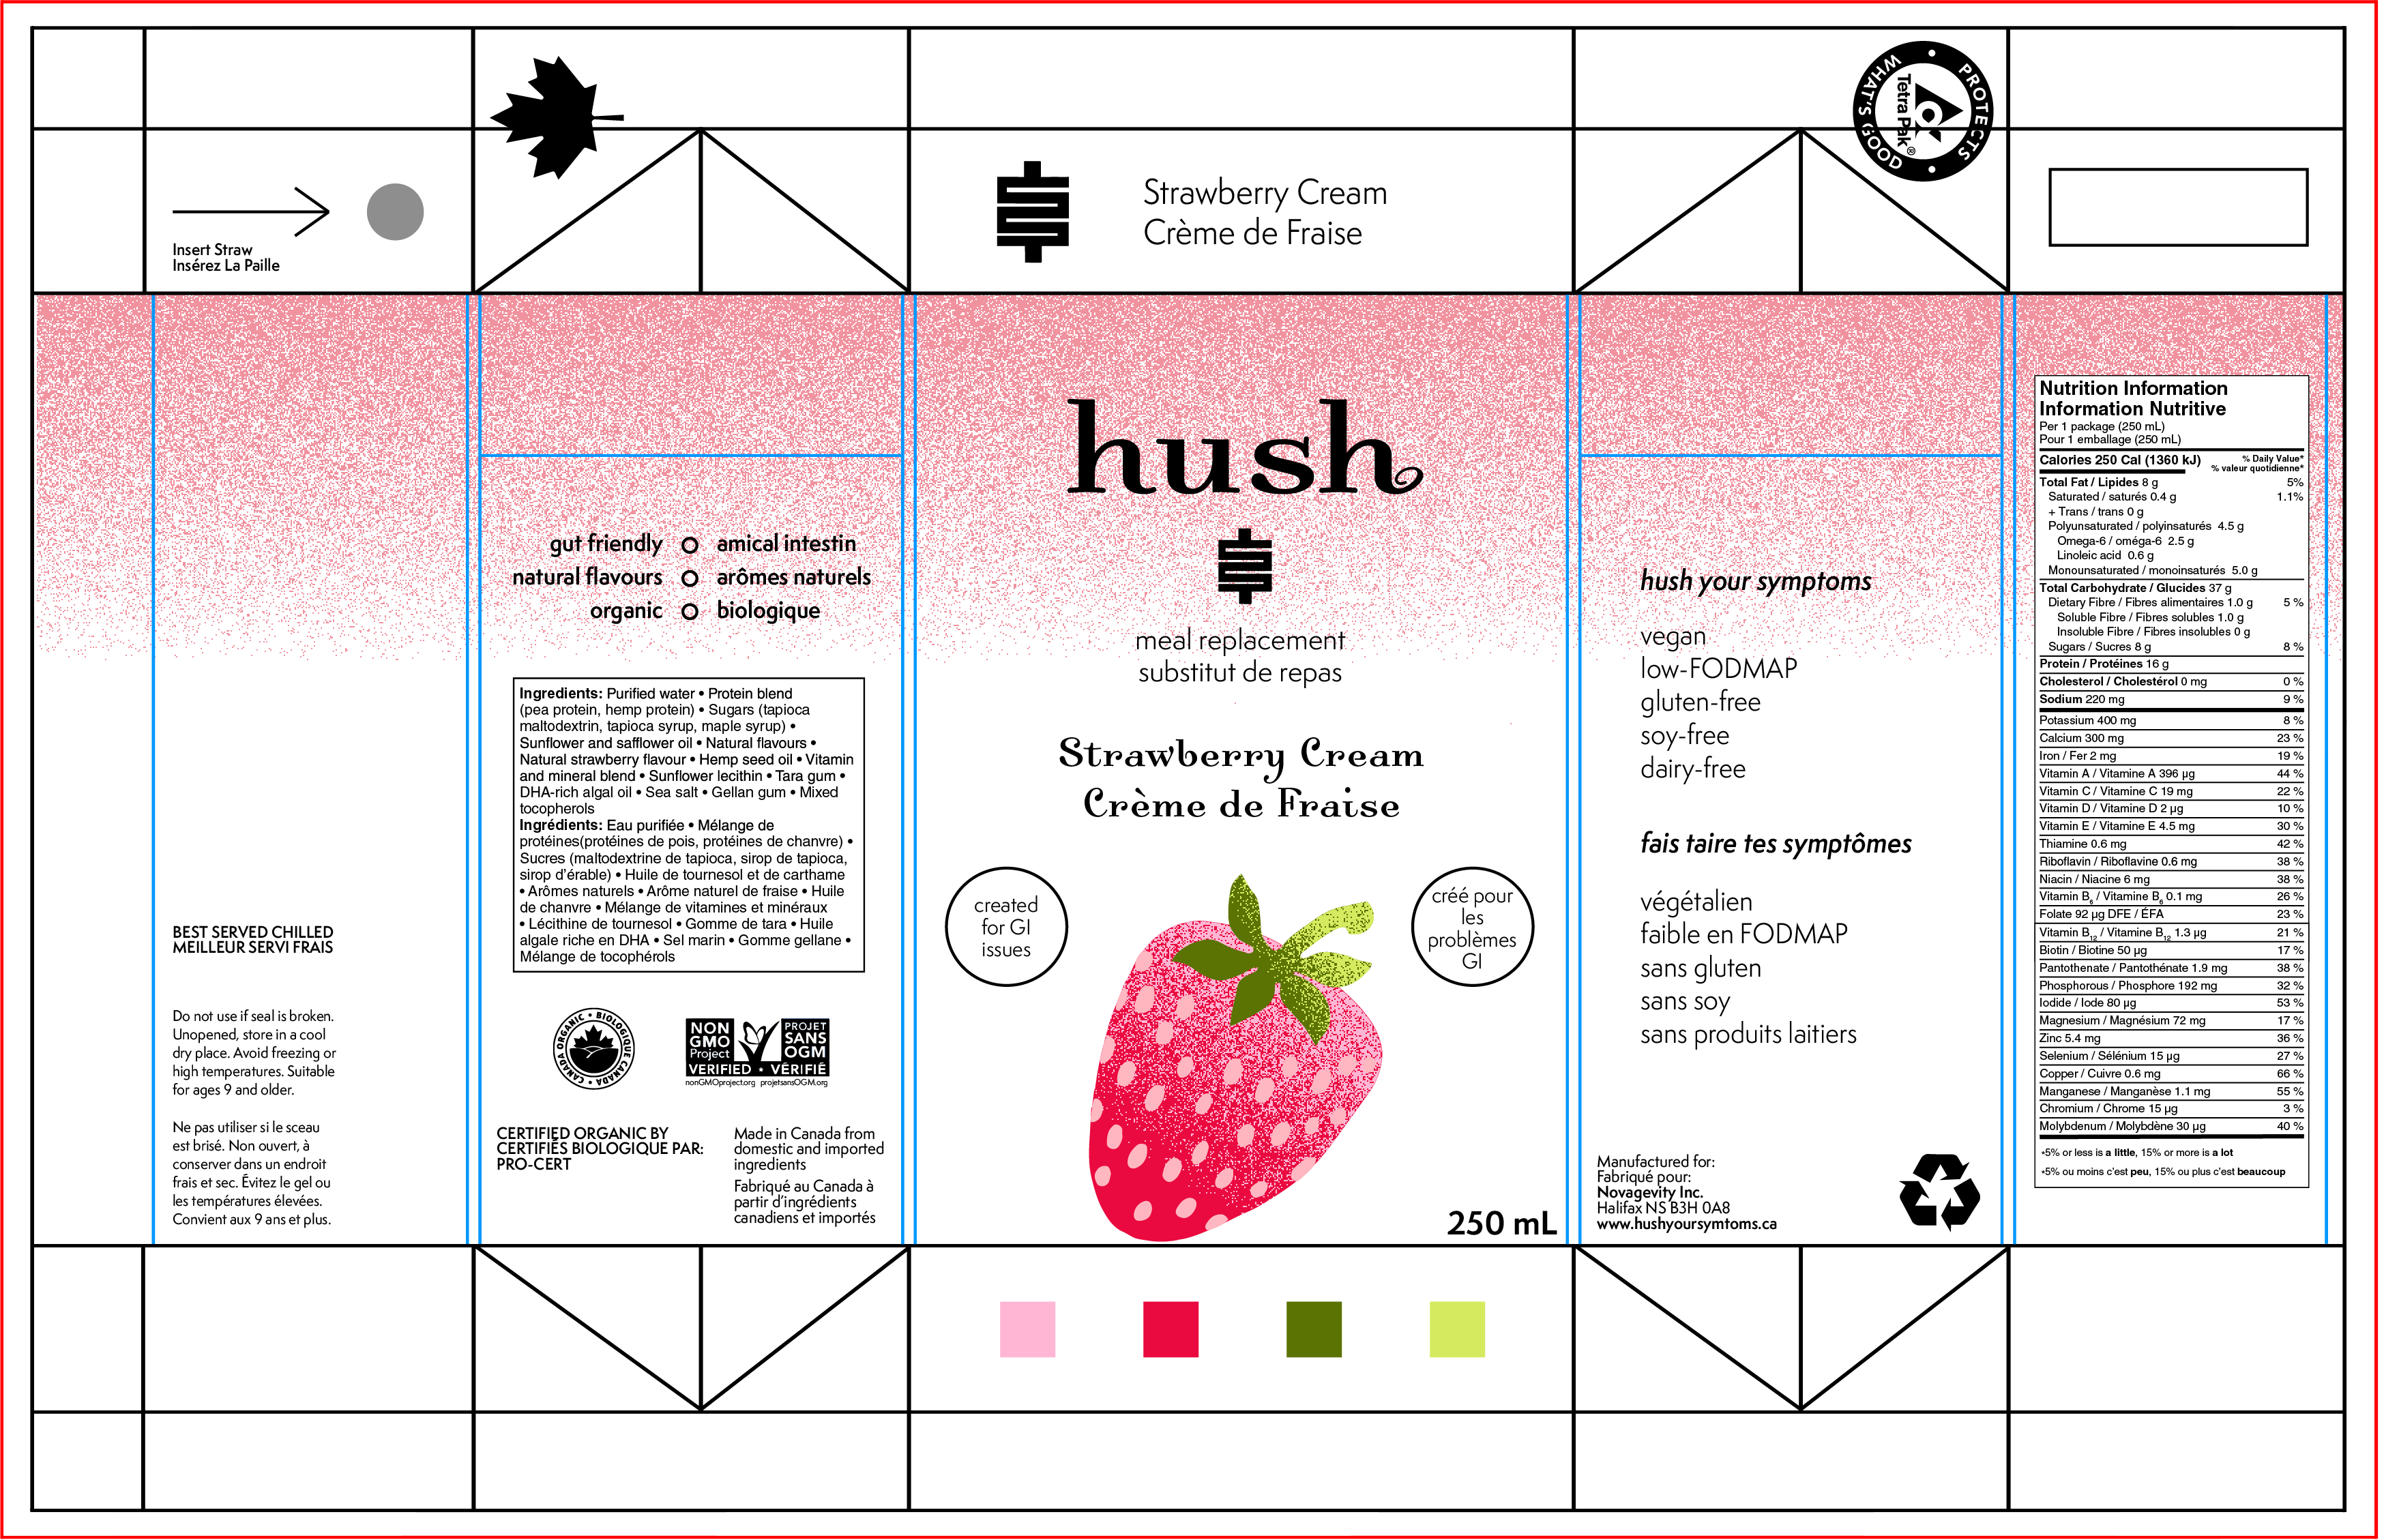 Insert Straw
Insérez La Paille
Strawberry Cream
Crème de Fraise
PROTECTS
WHAT'S GOOD
Tetra Pak®
BEST SERVED CHILLED
MEILLEUR SERVI FRAIS
Do not use if seal is broken.
Unopened, store in a cool
dry place. Avoid freezing or
high temperatures. Suitable
for ages 9 and older.
Ne pas utiliser si le sceau
est brisé. Non ouvert, à
conserver dans un endroit
frais et sec. Évitez le gel ou
les températures élevées.
Convient aux 9 ans et plus.
gut friendly o amical intestin
natural flavours o arômes naturels
organic o biologique
Ingredients: Purified water • Protein blend
(pea protein, hemp protein) • Sugars (tapioca
maltodextrin, tapioca syrup, maple syrup) •
Sunflower and safflower oil • Natural flavours •
Natural strawberry flavour • Hemp seed oil • Vitamin
and mineral blend • Sunflower lecithin • Tara gum •
DHA-rich algal oil • Sea salt • Gellan gum • Mixed
tocopherols
Ingrédients: Eau purifiée • Mélange de
protéines(protéines de pois, protéines de chanvre) •
Sucres (maltodextrine de tapioca, sirop de tapioca,
sirop d'érable) • Huile de tournesol et de carthame
• Arômes naturels • Arôme naturel de fraise • Huile
de chanvre • Mélange de vitamines et minéraux
• Lécithine de tournesol • Gomme de tara • Huile
algale riche en DHA • Sel marin • Gomme gellane •
Mélange de tocophérols
CANADA ORGANIC • BIOLOGIQUE CANADA
NON
GMO
Project
PROJET
SANS
OGM
VERIFIED • VÉRIFIÉ
nonGMOproject.org projetsansOGM.org
CERTIFIED ORGANIC BY
CERTIFIÉS BIOLOGIQUE PAR:
PRO-CERT
Made in Canada from
domestic and imported
ingredients
Fabriqué au Canada à
partir d'ingrédients
canadiens et importés
hush
meal replacement
substitut de repas
Strawberry Cream
Crème de Fraise
created
for GI
issues
créé pour
les
problèmes
GI
250 mL
hush your symptoms
vegan
low-FODMAP
gluten-free
soy-free
dairy-free
fais taire tes symptômes
végétalien
faible en FODMAP
sans gluten
sans soy
sans produits laitiers
Manufactured for:
Fabriqué pour:
Novagevity Inc.
Halifax NS B3H 0A8
www.hushyoursymtoms.ca
Nutrition Information
Information Nutritive
Per 1 package (250 mL)
Pour 1 emballage (250 mL)
Calories 250 Cal (1360 kJ) % Daily Value*
% valeur quotidienne*
Total Fat / Lipides 8 g 5%
Saturated / saturés 0.4 g 1.1%
+ Trans / trans 0 g
Polyunsaturated / polyinsaturés 4.5 g
Omega-6 / oméga-6 2.5 g
Linoleic acid 0.6 g
Monounsaturated / monoinsaturés 5.0 g
Total Carbohydrate / Glucides 37 g
Dietary Fibre / Fibres alimentaires 1.0 g 5 %
Soluble Fibre / Fibres solubles 1.0 g
Insoluble Fibre / Fibres insolubles 0 g
Sugars / Sucres 8 g 8 %
Protein / Protéines 16 g
Cholesterol / Cholestérol 0 mg 0 %
Sodium 220 mg 9 %
Potassium 400 mg 8 %
Calcium 300 mg 23 %
Iron / Fer 2 mg 19 %
Vitamin A / Vitamine A 396 µg 44 %
Vitamin C / Vitamine C 19 mg 22 %
Vitamin D / Vitamine D 2 µg 10 %
Vitamin E / Vitamine E 4.5 mg 30 %
Thiamine 0.6 mg 42 %
Riboflavin / Riboflavine 0.6 mg 38 %
Niacin / Niacine 6 mg 38 %
Vitamin B6 / Vitamine B6 0.1 mg 26 %
Folate 92 µg DFE / ÉFA 23 %
Vitamin B12 / Vitamine B12 1.3 µg 21 %
Biotin / Biotine 50 µg 17 %
Pantothenate / Pantothénate 1.9 mg 38 %
Phosphorous / Phosphore 192 mg 32 %
Iodide / Iode 80 µg 53 %
Magnesium / Magnésium 72 mg 17 %
Zinc 5.4 mg 36 %
Selenium / Sélénium 15 µg 27 %
Copper / Cuivre 0.6 mg 66 %
Manganese / Manganèse 1.1 mg 55 %
Chromium / Chrome 15 µg 3 %
Molybdenum / Molybdène 30 µg 40 %
*5% or less is a little, 15% or more is a lot
*5% ou moins c'est peu, 15% ou plus c'est beaucoup